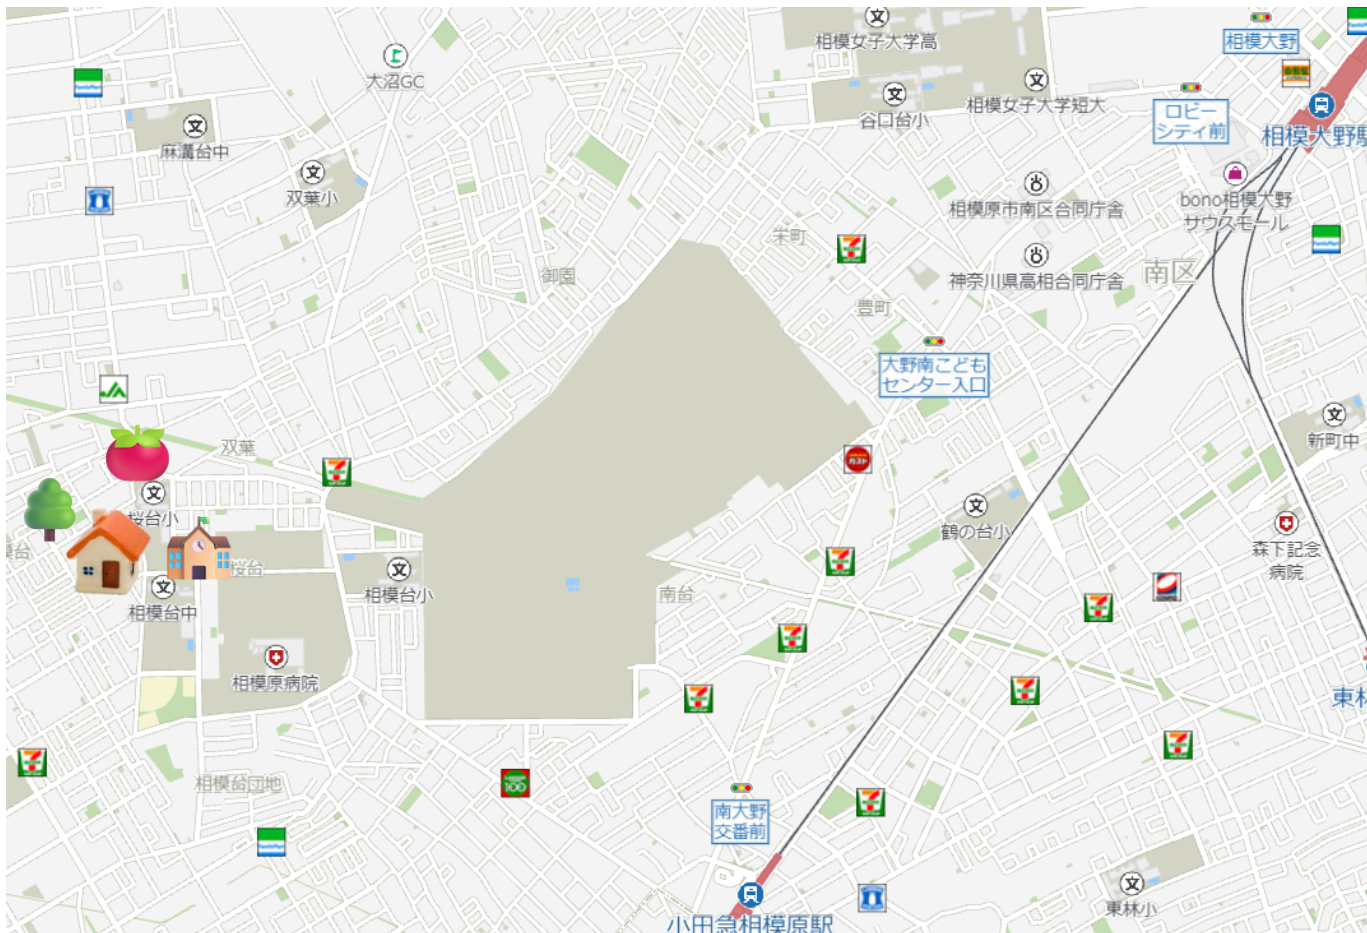 相模女子大学高
相模大野
大沼GC
相模女子大学短大
谷口台小
ロビー
シティ前
相模大野駅
麻溝台中
双葉小
相模原市南区合同庁舎
bono相模大野
サウスモール
栄町
御園
神奈川県高相合同庁舎
南区
豊町
大野南こども
センター入口
双葉
新町中
桜台小
鶴の台小
森下記念
病院
模台
桜台
相模台小
南台
相模台中
相模原病院
東林
相模台団地
100
南大野
交番前
東林小
小田急相模原駅